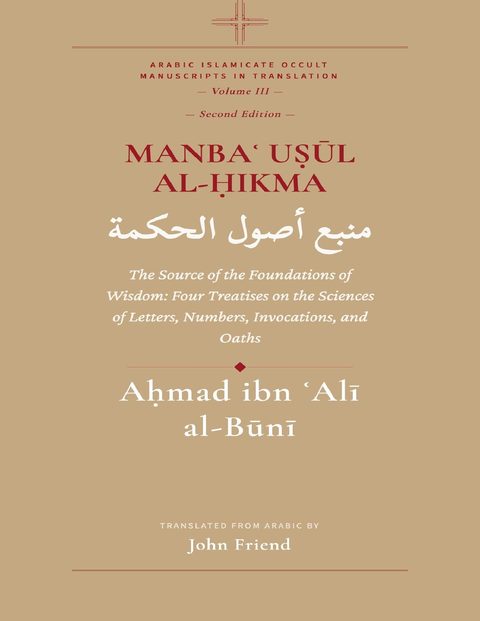 ARABIC ISLAMICATE OCCULT
MANUSCRIPTS IN TRANSLATION
— Volume III —
— Second Edition —
MANBAʿ UṢŪL
AL-ḤIKMA
منبع أصول الحكمة
The Source of the Foundations of
Wisdom: Four Treatises on the Sciences
of Letters, Numbers, Invocations, and
Oaths
Aḥmad ibn ʿAlī
al-Būnī
TRANSLATED FROM ARABIC BY
John Friend